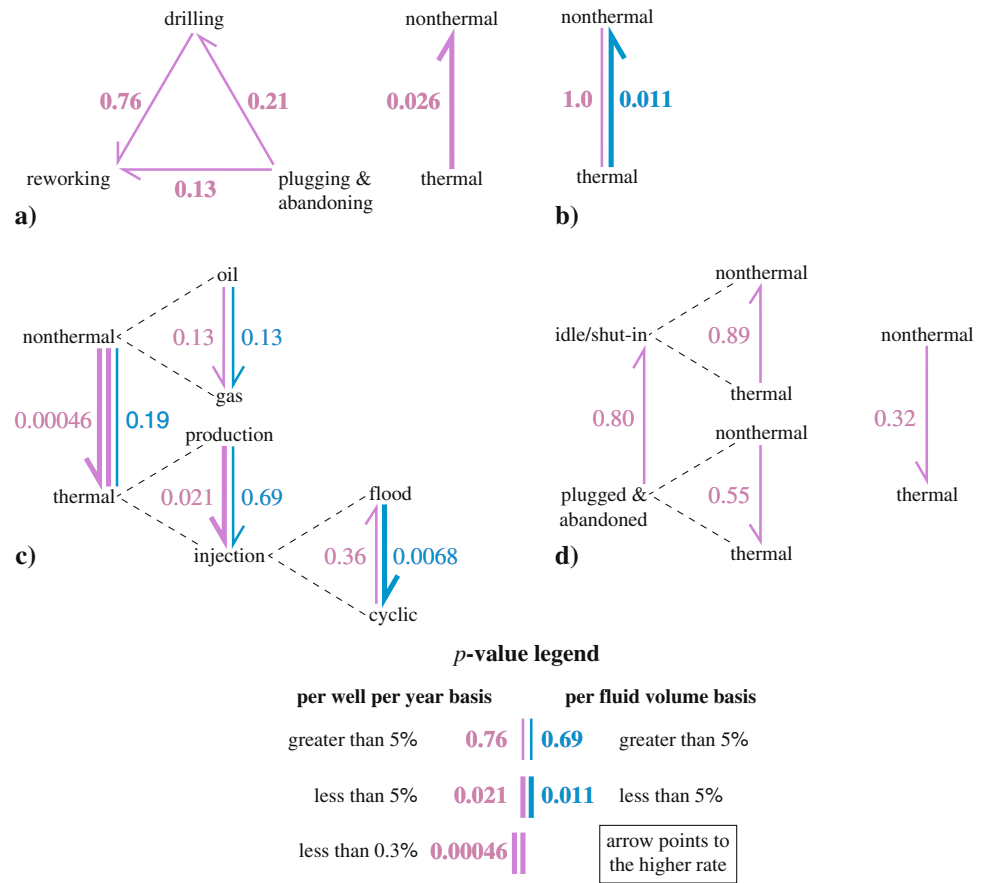 drilling
0.76
0.21
reworking
0.13
plugging &
abandoning
a)
nonthermal
0.026
thermal
nonthermal
1.0
0.011
thermal
b)
oil
nonthermal
0.13
0.13
gas
0.00046
0.19
production
thermal
0.021
0.69
injection
flood
0.36
0.0068
cyclic
c)
nonthermal
idle/shut-in
0.89
thermal
0.80
nonthermal
plugged &
abandoned
0.55
thermal
nonthermal
0.32
thermal
d)
p-value legend
per well per year basis
per fluid volume basis
greater than 5%
0.76
0.69
greater than 5%
less than 5%
0.021
0.011
less than 5%
less than 0.3%
0.00046
arrow points to
the higher rate